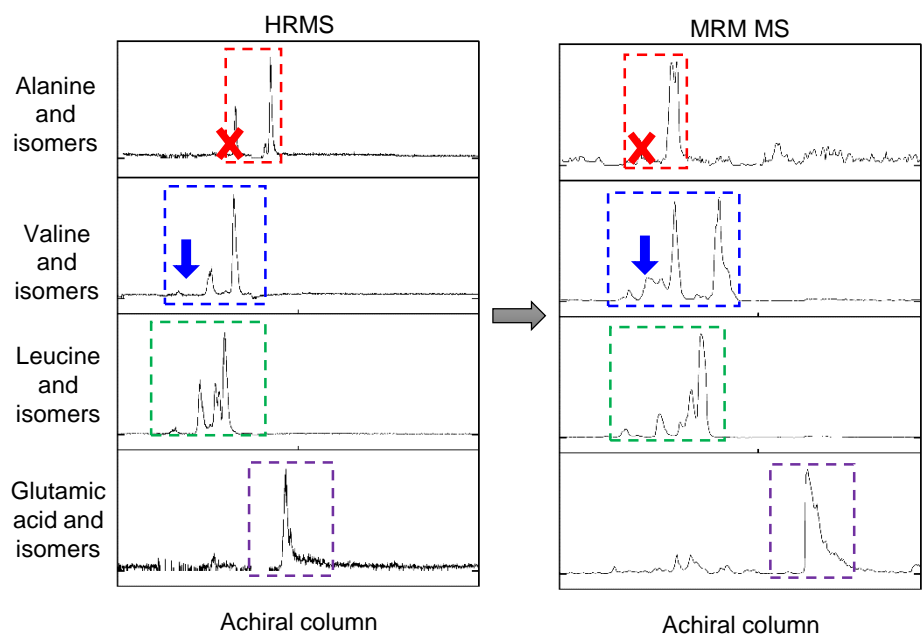 HRMS
MRM MS
Alanine
and
isomers
Valine
and
isomers
Leucine
and
isomers
Glutamic
acid and
isomers
Achiral column
Achiral column